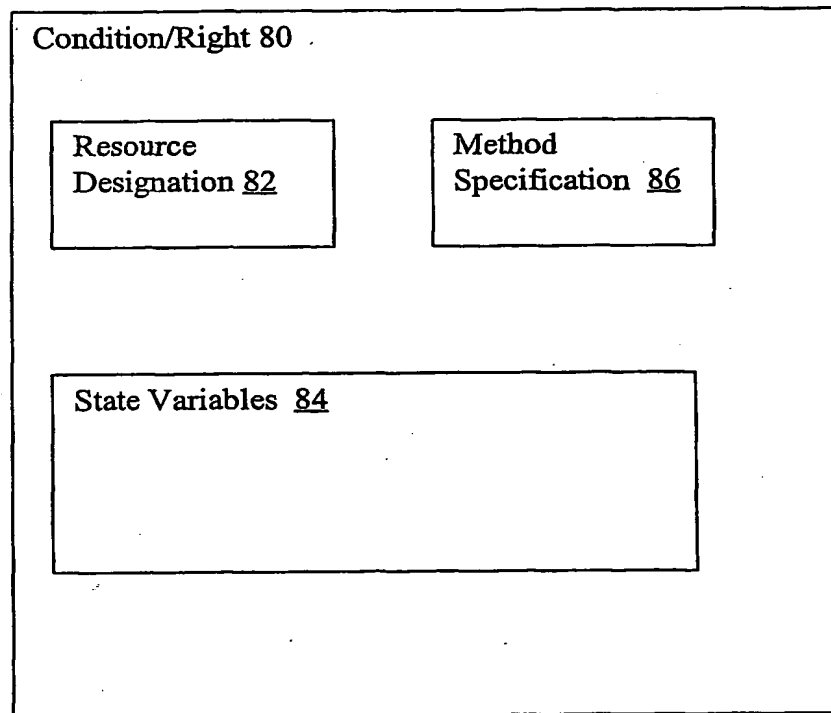 Condition/Right 80
Resource
Designation 82
Method
Specification 86
State Variables 84